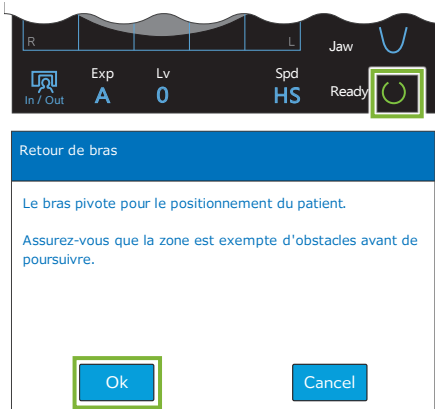 R L Jaw
Exp Lv Spd
In / Out A 0 HS Ready
Retour de bras
Le bras pivote pour le positionnement du patient.
Assurez-vous que la zone est exempte d'obstacles avant de
poursuivre.
Ok Cancel